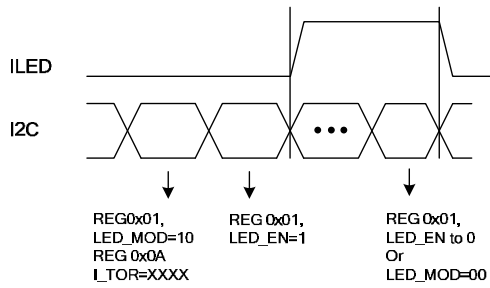 ILED
I2C
REG0x01,
LED_MOD=10
REG 0x0A
I_TOR=XXXX
REG 0x01,
LED_EN=1
REG 0x01,
LED_EN to 0
Or
LED_MOD=00